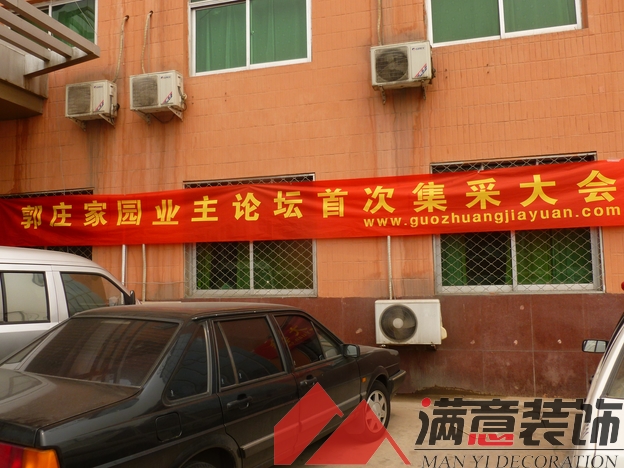 郭庄家园业主论坛首次集采大会
www.guozhuangjiayuan.com
满意装饰
MAN YI DECORATION